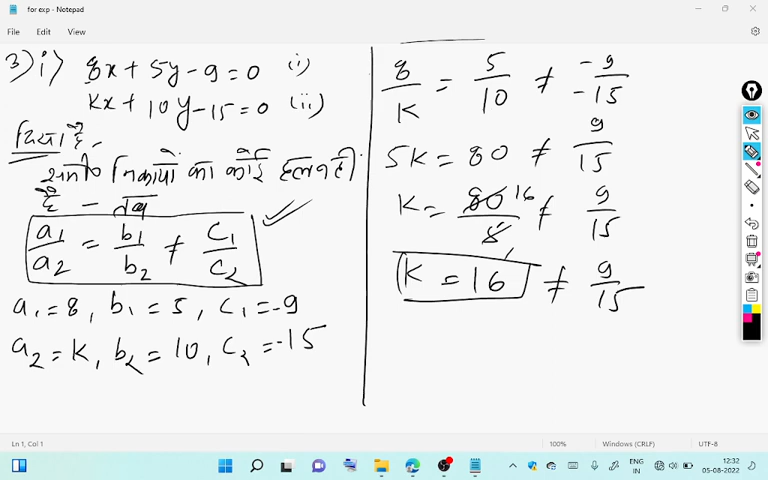 for exp - Notepad
File Edit View
3) i) 8x + 5y - 9 = 0 (i)
Kx + 10y - 15 = 0 (ii)
दिया है -
का कोई हल नहीं
है - तब
a₁/a₂ = b₁/b₂ ≠ c₁/c₂
a₁ = 8, b₁ = 5, c₁ = -9
a₂ = K, b₂ = 10, c₂ = -15
8/K = 5/10 ≠ -9/-15
5K = 80 ≠ 9/15
K = 80/5 16 1 ≠ 9/15
K = 16 ≠ 9/15
Ln 1, Col 1 100% Windows (CRLF) UTF-8
ENG
IN
12:32
05-08-2022